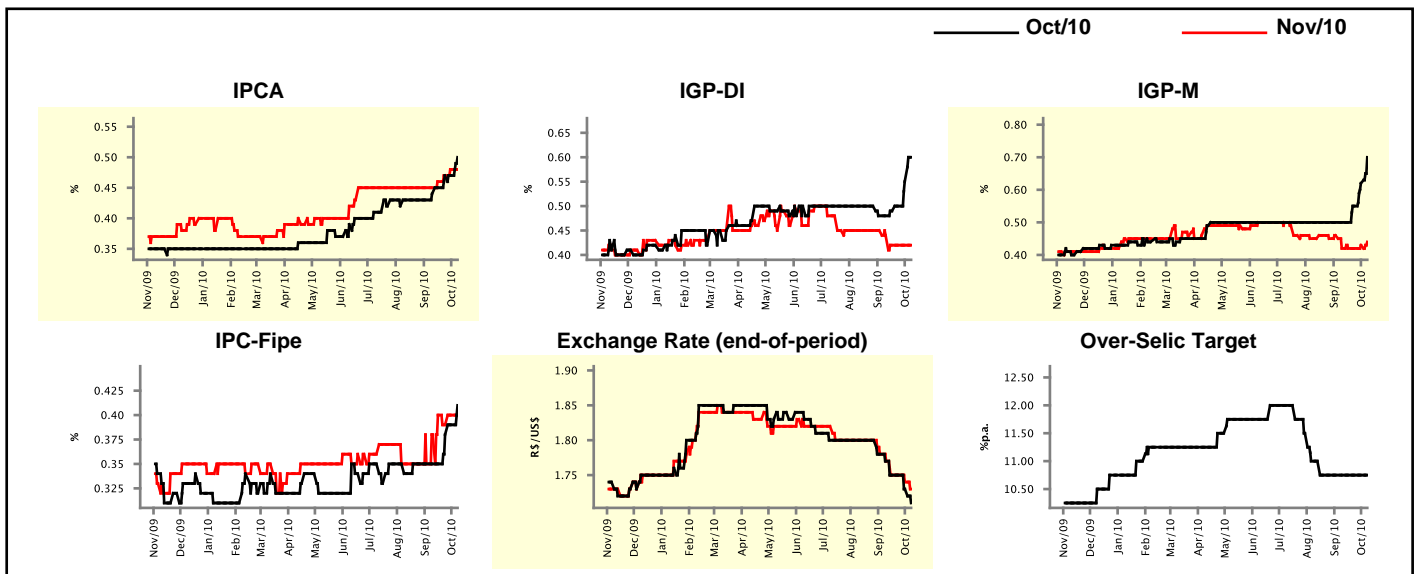 Oct/10 Nov/10
IPCA
%
0.55
0.50
0.45
0.40
0.35
Nov/09 Dec/09 Jan/10 Feb/10 Mar/10 Apr/10 May/10 Jun/10 Jul/10 Aug/10 Sep/10 Oct/10
IGP-DI
%
0.65
0.60
0.55
0.50
0.45
0.40
Nov/09 Dec/09 Jan/10 Feb/10 Mar/10 Apr/10 May/10 Jun/10 Jul/10 Aug/10 Sep/10 Oct/10
IGP-M
%
0.80
0.70
0.60
0.50
0.40
Nov/09 Dec/09 Jan/10 Feb/10 Mar/10 Apr/10 May/10 Jun/10 Jul/10 Aug/10 Sep/10 Oct/10
IPC-Fipe
%
0.425
0.40
0.375
0.35
0.325
Nov/09 Dec/09 Jan/10 Feb/10 Mar/10 Apr/10 May/10 Jun/10 Jul/10 Aug/10 Sep/10 Oct/10
Exchange Rate (end-of-period)
R$/US$
1.90
1.85
1.80
1.75
Nov/09 Dec/09 Jan/10 Feb/10 Mar/10 Apr/10 May/10 Jun/10 Jul/10 Aug/10 Sep/10 Oct/10
Over-Selic Target
%p.a.
12.50
12.00
11.50
11.00
10.50
Nov/09 Dec/09 Jan/10 Feb/10 Mar/10 Apr/10 May/10 Jun/10 Jul/10 Aug/10 Sep/10 Oct/10